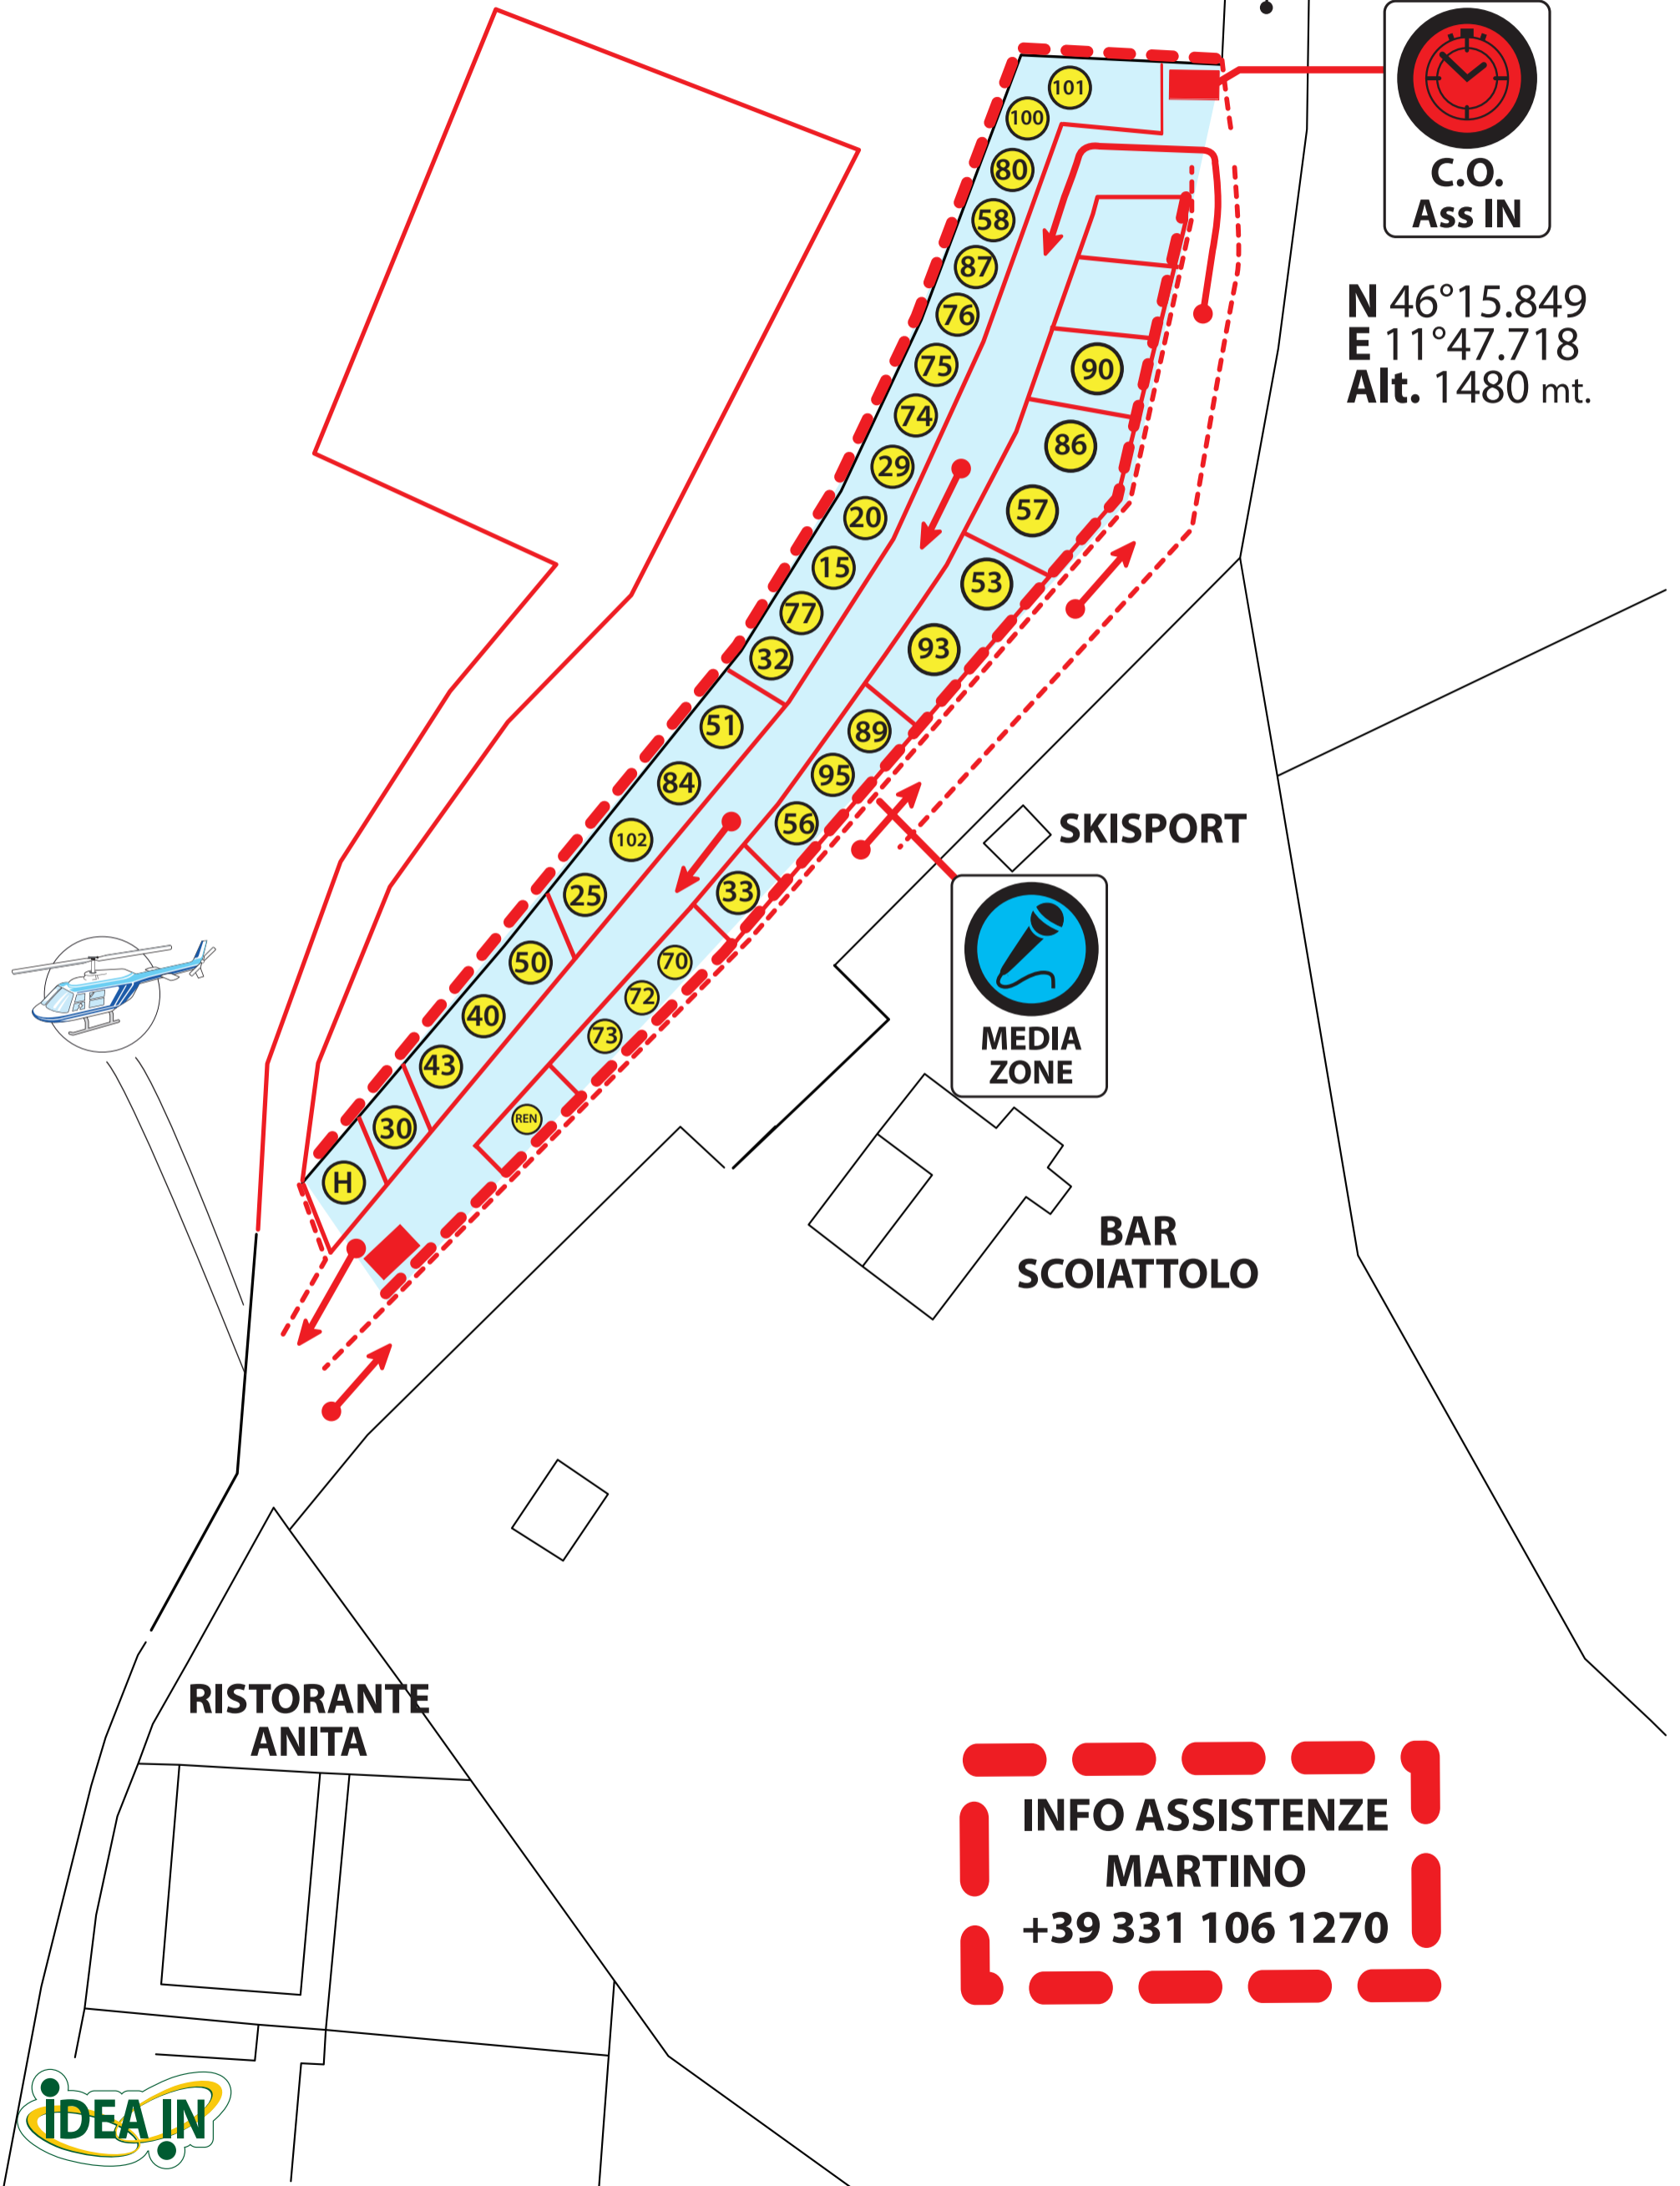 C.O.
Ass IN
N 46°15.849
E 11°47.718
Alt. 1480 mt.
101
100
80
58
87
76
75
74
29
20
15
77
32
51
84
102
25
50
40
43
30
H
90
86
57
53
93
89
95
56
33
70
72
73
REN
SKISPORT
MEDIA
ZONE
BAR
SCOIATTOLO
RISTORANTE
ANITA
INFO ASSISTENZE
MARTINO
+39 331 106 1270
IDEA IN